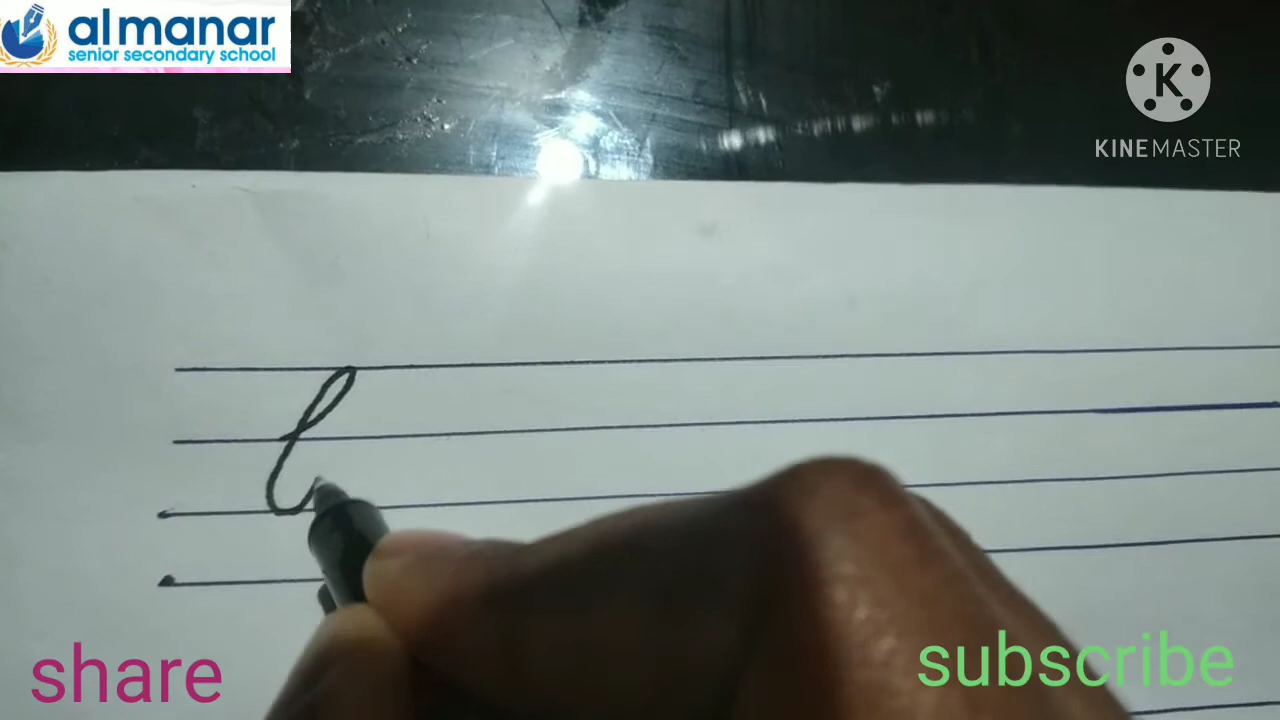 al manar
senior secondary school
K
KINEMASTER
l
share
subscribe